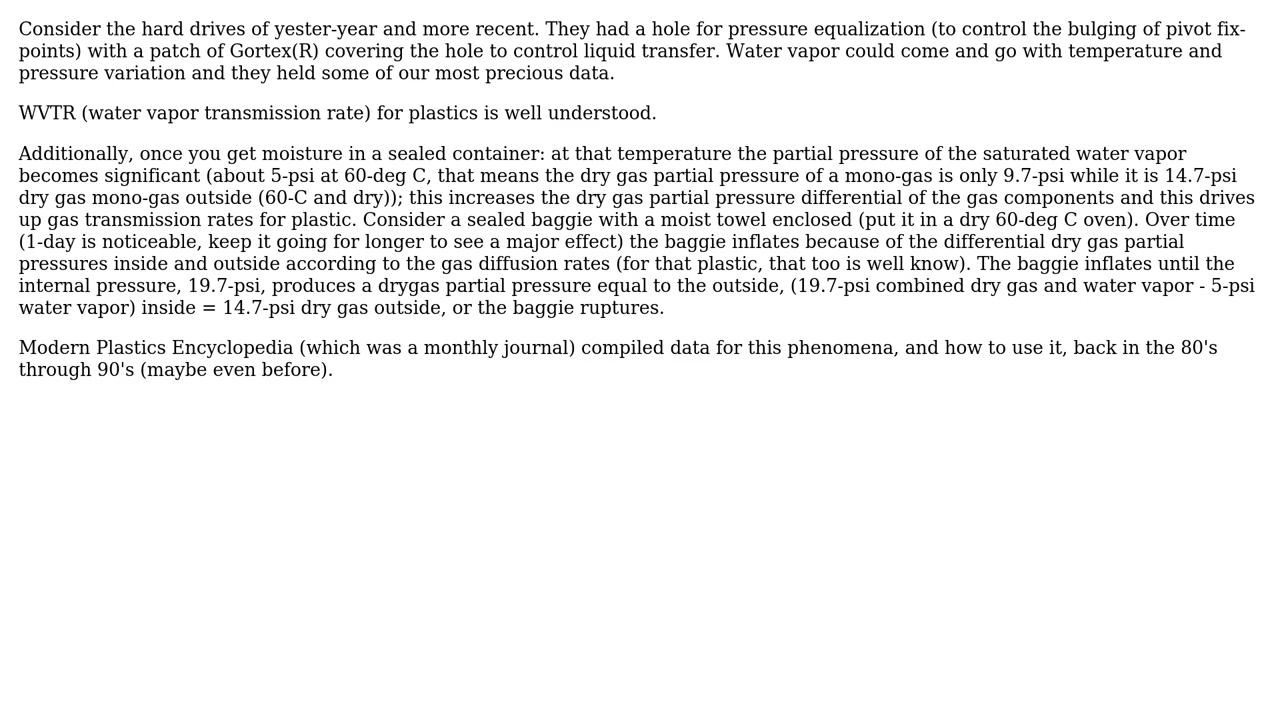 Consider the hard drives of yester-year and more recent. They had a hole for pressure equalization (to control the bulging of pivot fix-
points) with a patch of Gortex(R) covering the hole to control liquid transfer. Water vapor could come and go with temperature and
pressure variation and they held some of our most precious data.
WVTR (water vapor transmission rate) for plastics is well understood.
Additionally, once you get moisture in a sealed container: at that temperature the partial pressure of the saturated water vapor
becomes significant (about 5-psi at 60-deg C, that means the dry gas partial pressure of a mono-gas is only 9.7-psi while it is 14.7-psi
dry gas mono-gas outside (60-C and dry)); this increases the dry gas partial pressure differential of the gas components and this drives
up gas transmission rates for plastic. Consider a sealed baggie with a moist towel enclosed (put it in a dry 60-deg C oven). Over time
(1-day is noticeable, keep it going for longer to see a major effect) the baggie inflates because of the differential dry gas partial
pressures inside and outside according to the gas diffusion rates (for that plastic, that too is well know). The baggie inflates until the
internal pressure, 19.7-psi, produces a drygas partial pressure equal to the outside, (19.7-psi combined dry gas and water vapor - 5-psi
water vapor) inside = 14.7-psi dry gas outside, or the baggie ruptures.
Modern Plastics Encyclopedia (which was a monthly journal) compiled data for this phenomena, and how to use it, back in the 80's
through 90's (maybe even before).